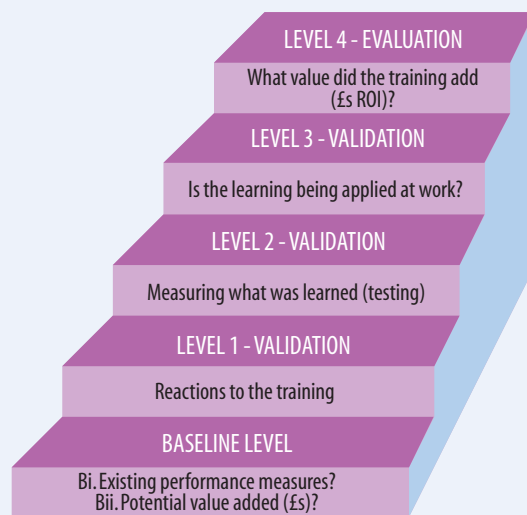 LEVEL 4 - EVALUATION
What value did the training add
(£s ROI)?
LEVEL 3 - VALIDATION
Is the learning being applied at work?
LEVEL 2 - VALIDATION
Measuring what was learned (testing)
LEVEL 1 - VALIDATION
Reactions to the training
BASELINE LEVEL
Bi. Existing performance measures?
Bii. Potential value added (£s)?